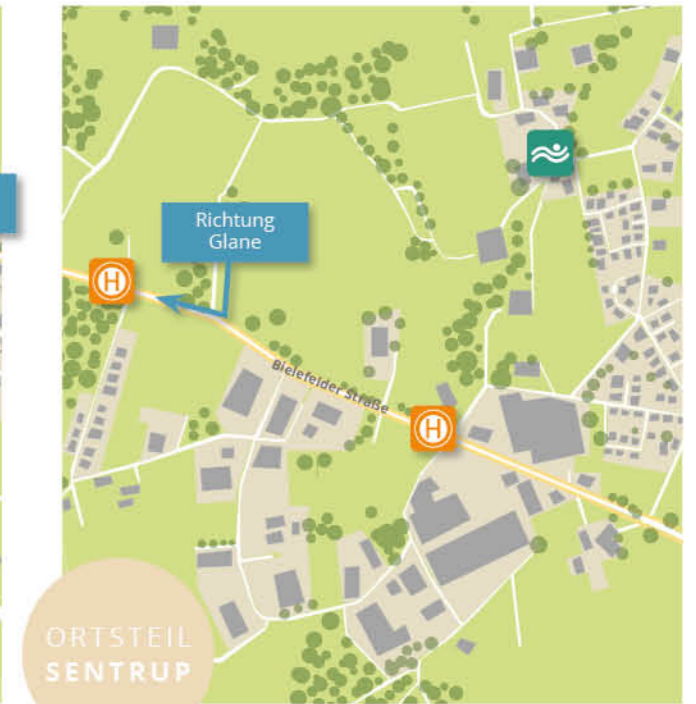 Richtung
Glane
H
Bielefelder Straße
H
ORTSTEIL
SENTRUP